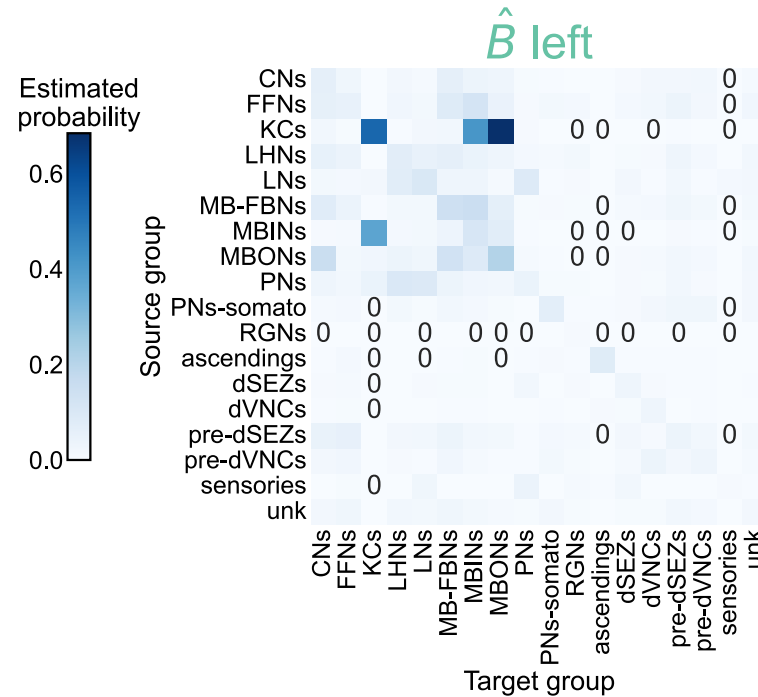 B̂ left
Estimated
probability
0.6
0.4
0.2
0.0
Source group
CNs 0
FFNs 0
KCs 0 0 0 0
LHNs
LNs
MB-FBNs 0 0
MBINs 0 0 0 0
MBONs 0 0
PNs
PNs-somato 0 0
RGNs 0 0 0 0 0 0 0 0 0 0
ascendings 0 0 0
dSEZs 0
dVNCs 0
pre-dSEZs 0 0
pre-dVNCs
sensories 0
unk
CNs
FFNs
KCs
LHNs
LNs
MB-FBNs
MBINs
MBONs
PNs
PNs-somato
RGNs
ascendings
dSEZs
dVNCs
pre-dSEZs
pre-dVNCs
sensories
unk
Target group